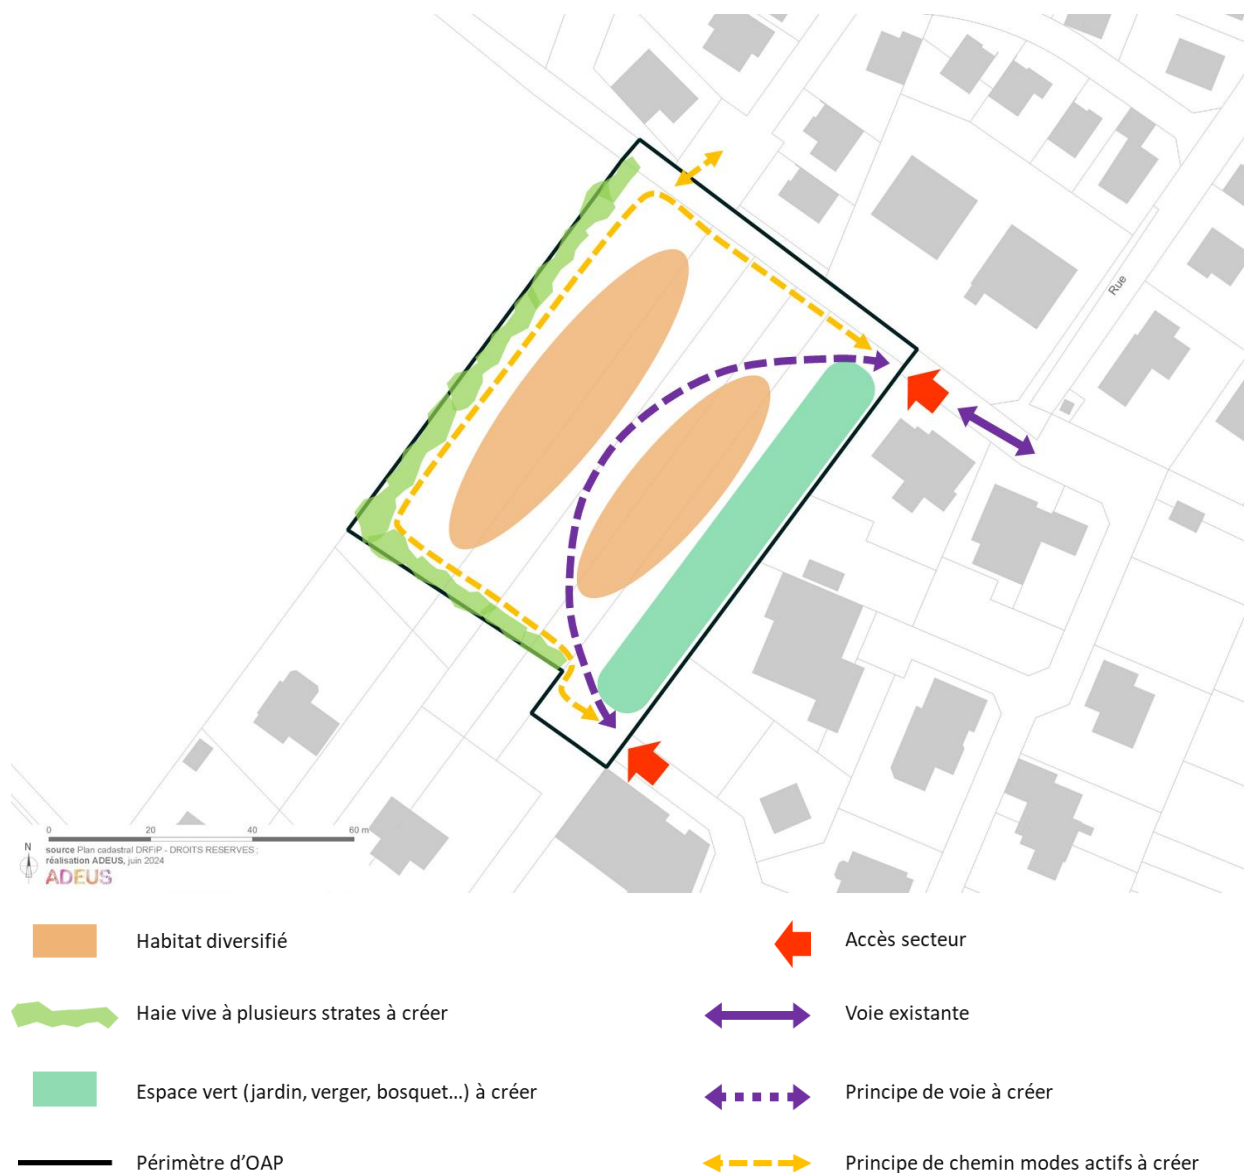 Rue
0 20 40 60 m
N
source Plan cadastral DRFiP - DROITS RESERVES ;
réalisation ADEUS, juin 2024
ADEUS
Habitat diversifié
Accès secteur
Haie vive à plusieurs strates à créer
Voie existante
Espace vert (jardin, verger, bosquet...) à créer
Principe de voie à créer
Périmètre d’OAP
Principe de chemin modes actifs à créer